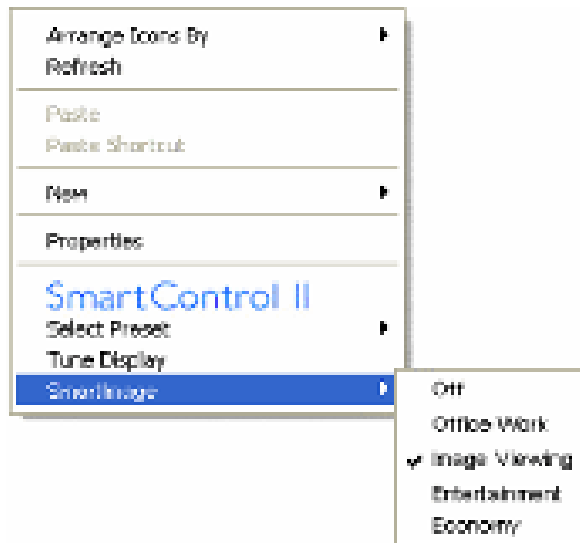 Arrange Icons By
Refresh
Paste
Paste Shortcut
New
Properties
SmartControl II
Select Preset
Tune Display
SmartImage
Off
Office Work
Image Viewing
Entertainment
Economy